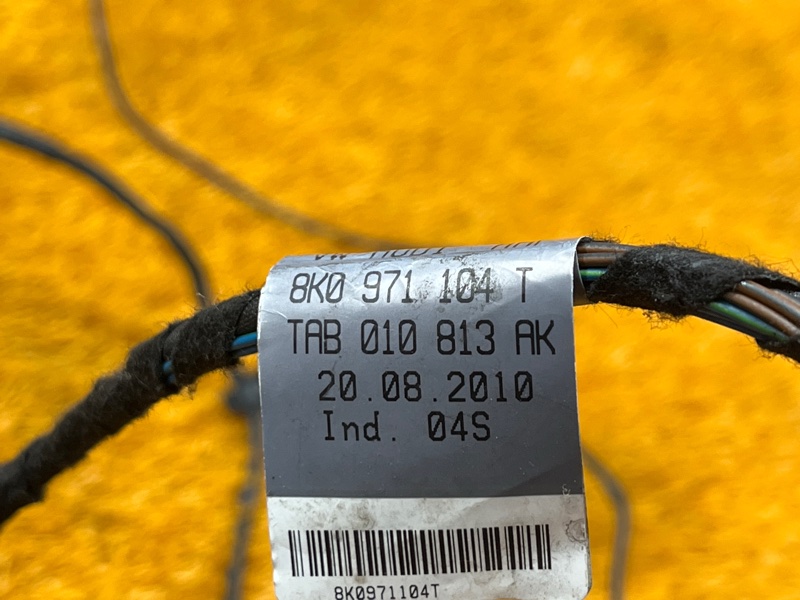 8K0 971 104 T
TAB 010 813 AK
20.08.2010
Ind. 04S
8K0971104T